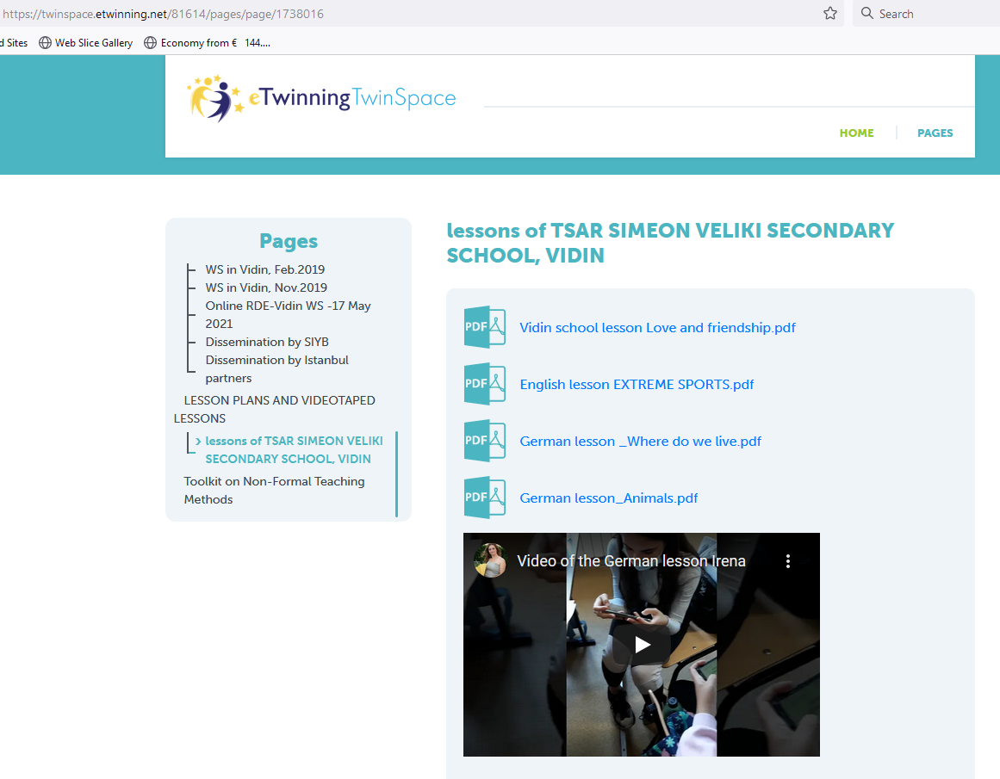 https://twinspace.etwinning.net/81614/pages/page/1738016
Search
d Sites
Web Slice Gallery
Economy from € 144....
eTwinning TwinSpace
HOME
PAGES
Pages
WS in Vidin, Feb.2019
WS in Vidin, Nov.2019
Online RDE-Vidin WS -17 May
2021
Dissemination by SIYB
Dissemination by Istanbul
partners
LESSON PLANS AND VIDEOTAPED
LESSONS
› lessons of TSAR SIMEON VELIKI
SECONDARY SCHOOL, VIDIN
Toolkit on Non-Formal Teaching
Methods
lessons of TSAR SIMEON VELIKI SECONDARY
SCHOOL, VIDIN
PDF Vidin school lesson Love and friendship.pdf
PDF English lesson EXTREME SPORTS.pdf
PDF German lesson _Where do we live.pdf
PDF German lesson_Animals.pdf
Video of the German lesson Irena